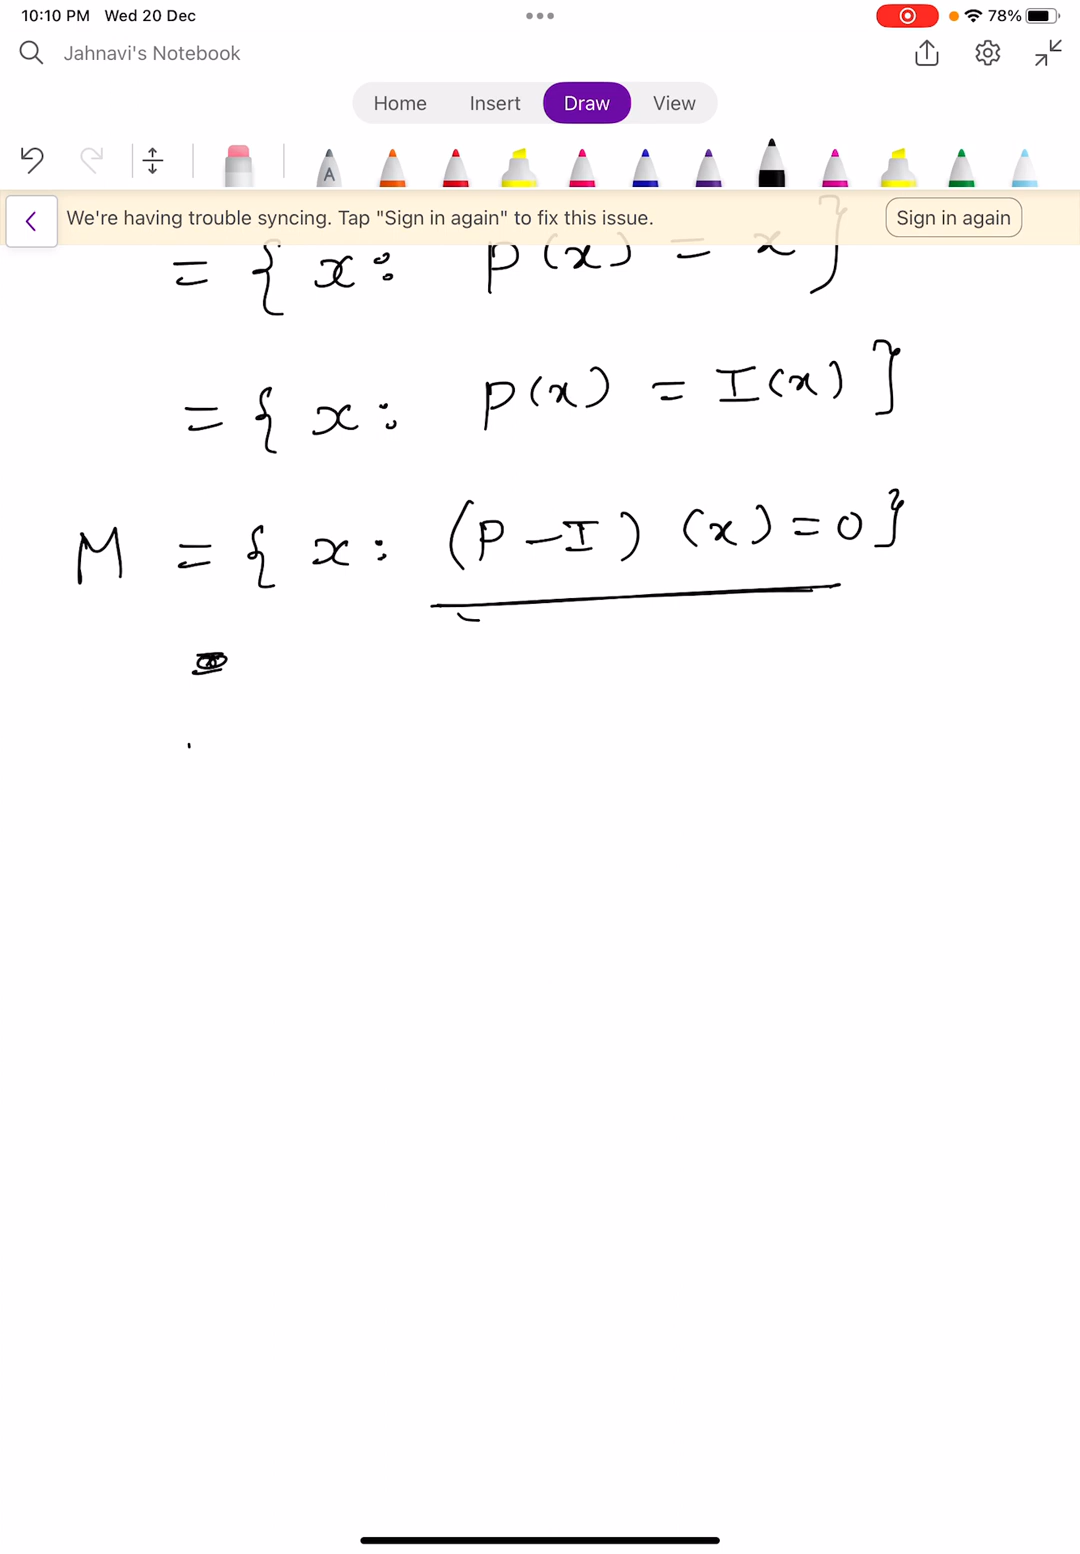 10:10 PM Wed 20 Dec
78%
Jahnavi's Notebook
Home Insert Draw View
A
We're having trouble syncing. Tap "Sign in again" to fix this issue.
Sign in again
= { x : P(x) = x }
= { x : P(x) = I(x) }
M = { x : (P - I) (x) = 0 }